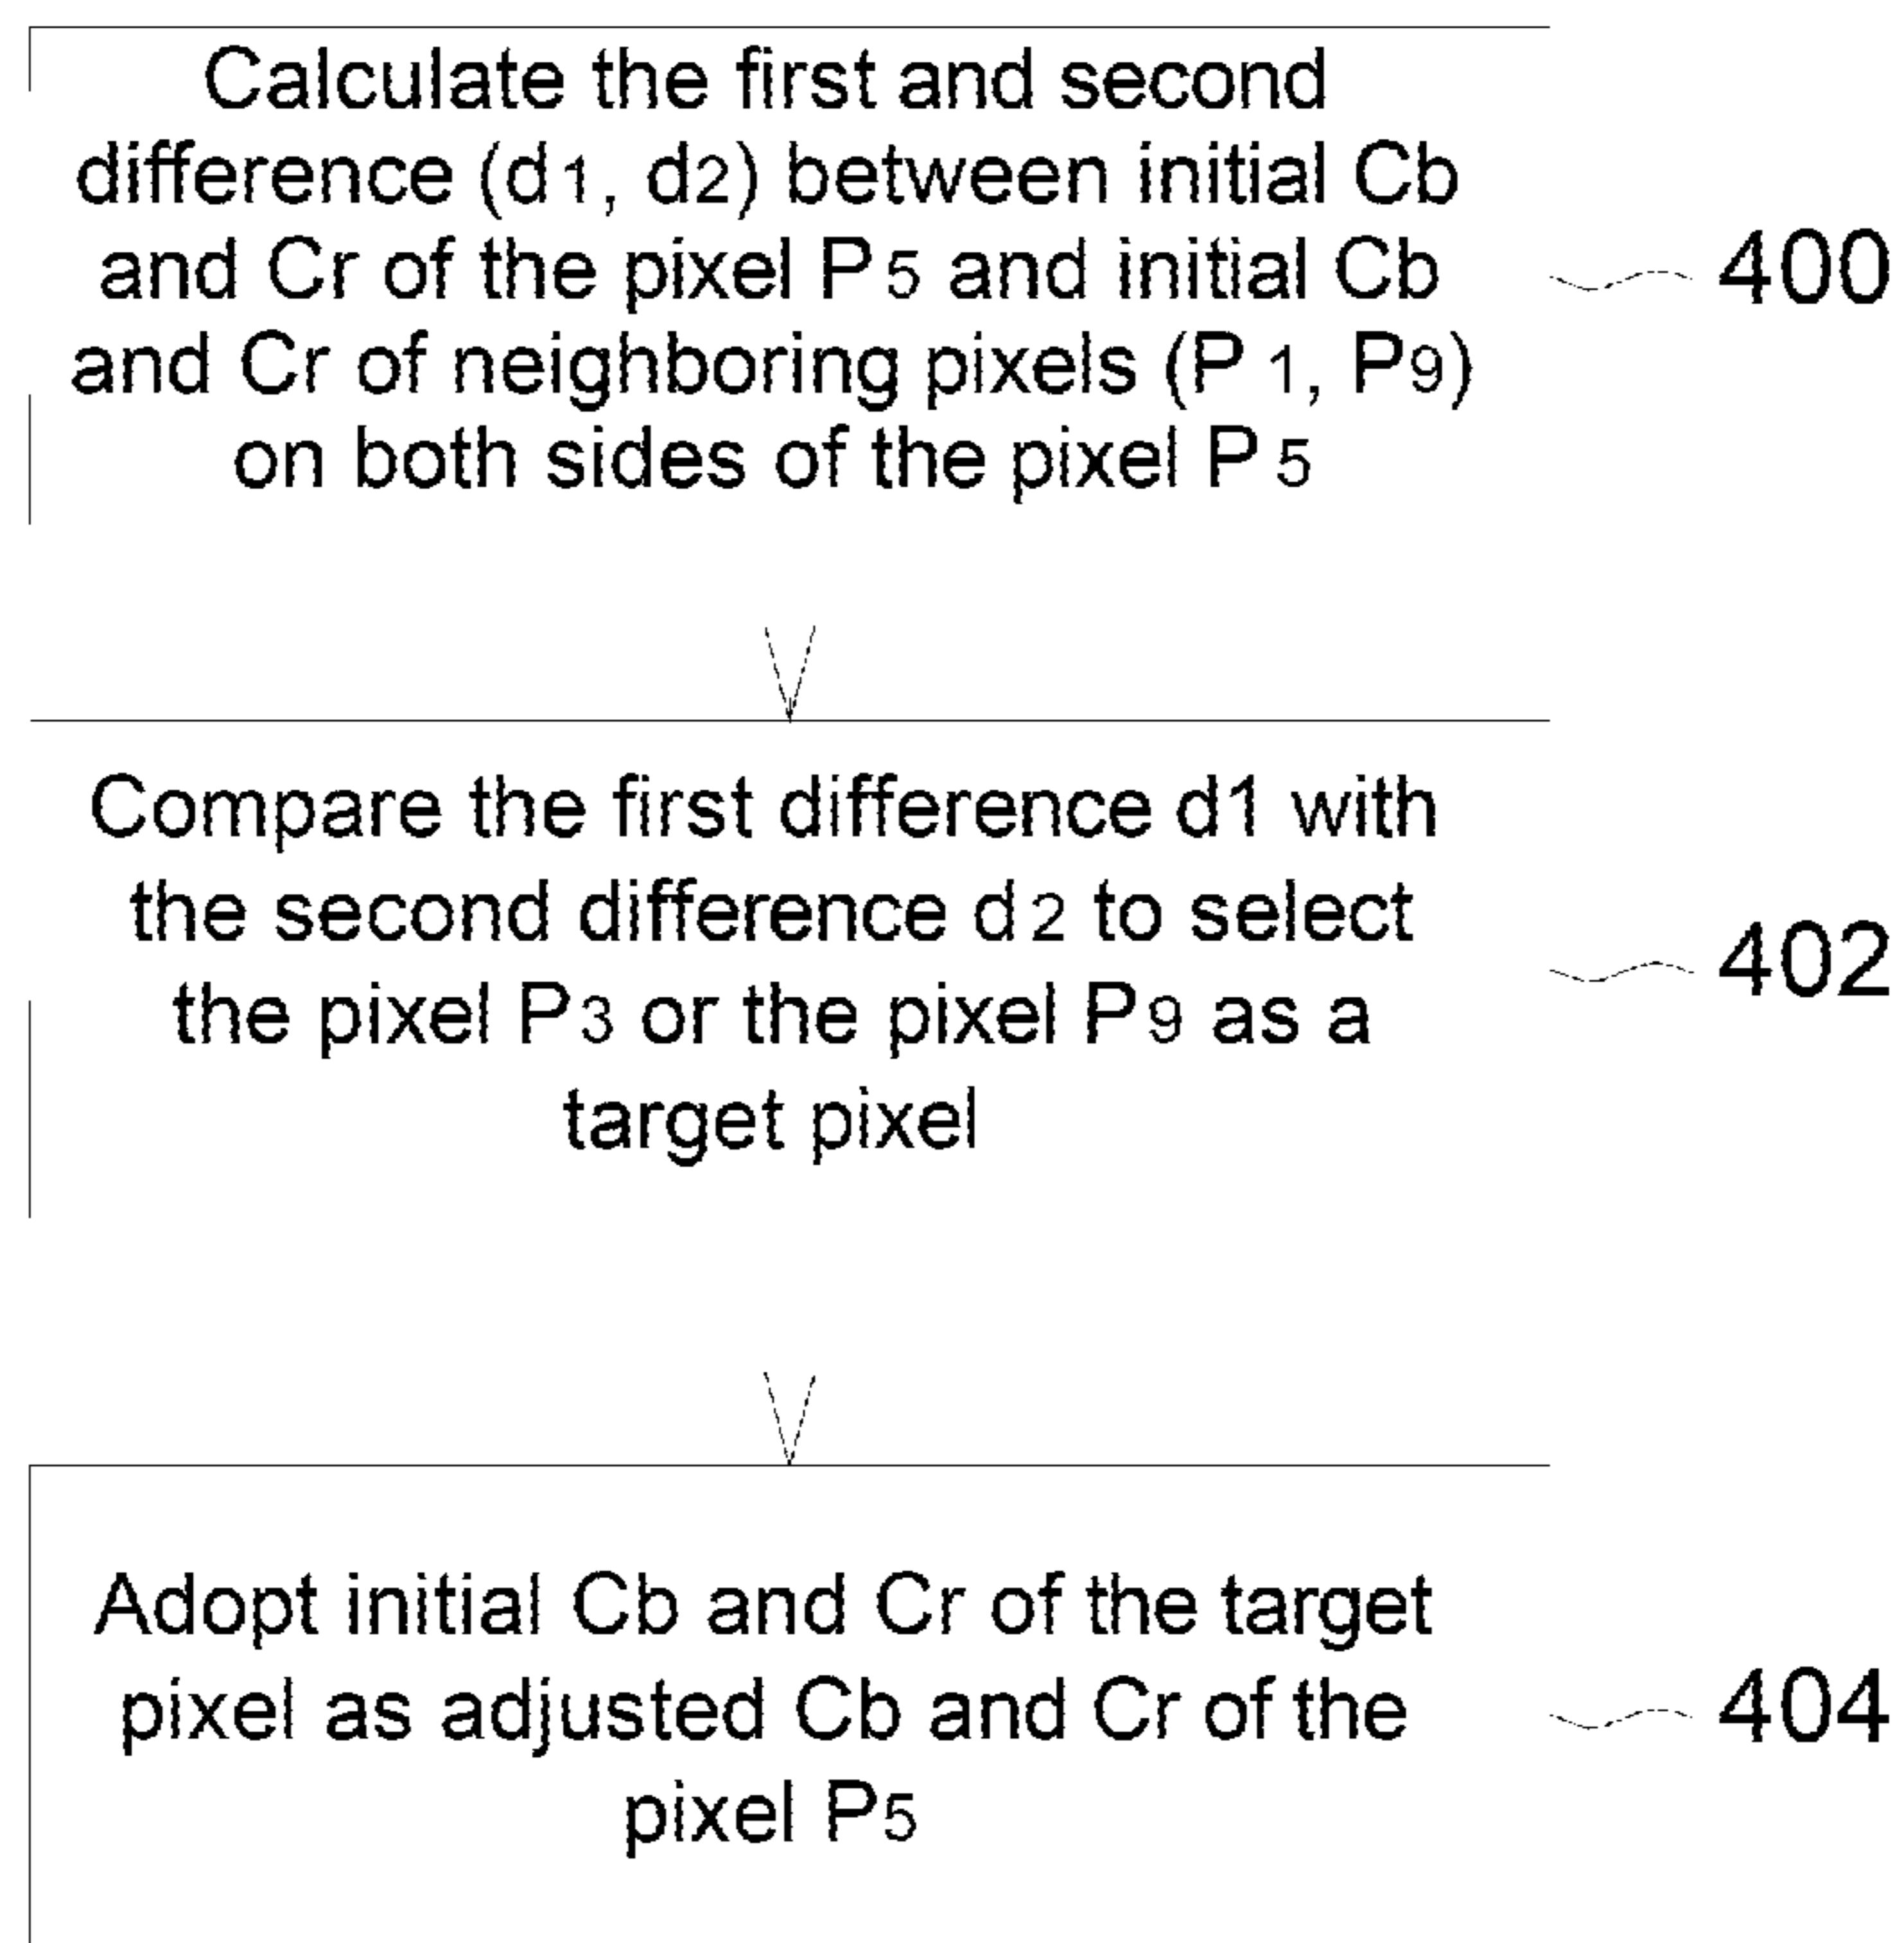 Calculate the first and second
difference (d1, d2) between initial Cb
and Cr of the pixel P5 and initial Cb
and Cr of neighboring pixels (P1, P9)
on both sides of the pixel P5
400
Compare the first difference d1 with
the second difference d2 to select
the pixel P3 or the pixel P9 as a
target pixel
402
Adopt initial Cb and Cr of the target
pixel as adjusted Cb and Cr of the
pixel P5
404